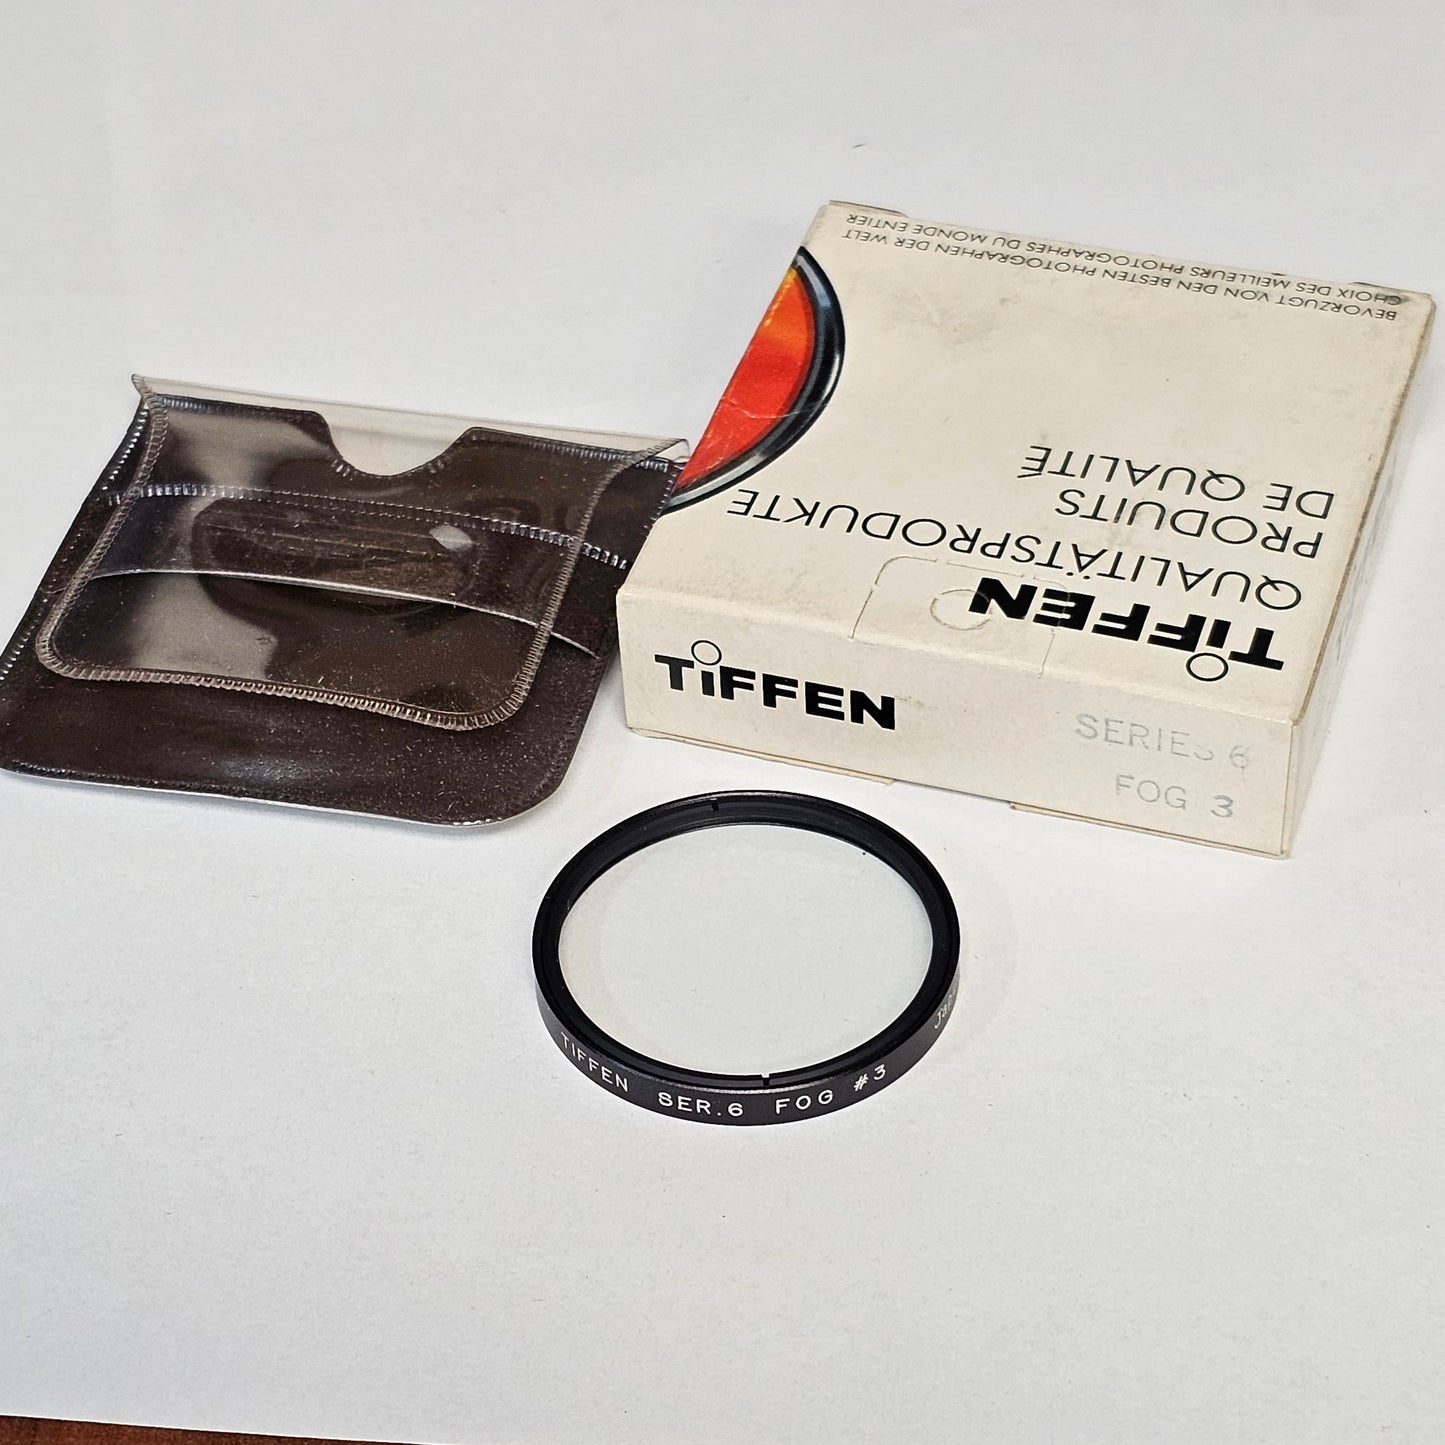 BEVORZUGT VON DEN BESTEN PHOTOGRAPHEN DER WELT
CHOIX DES MEILLEURS PHOTOGRAPHES DU MONDE ENTIER
TIFFEN
QUALITÄTSPRODUKTE
PRODUITS
DE QUALITÉ
TIFFEN
SERIES 6
FOG 3
TIFFEN SER.6 FOG #3